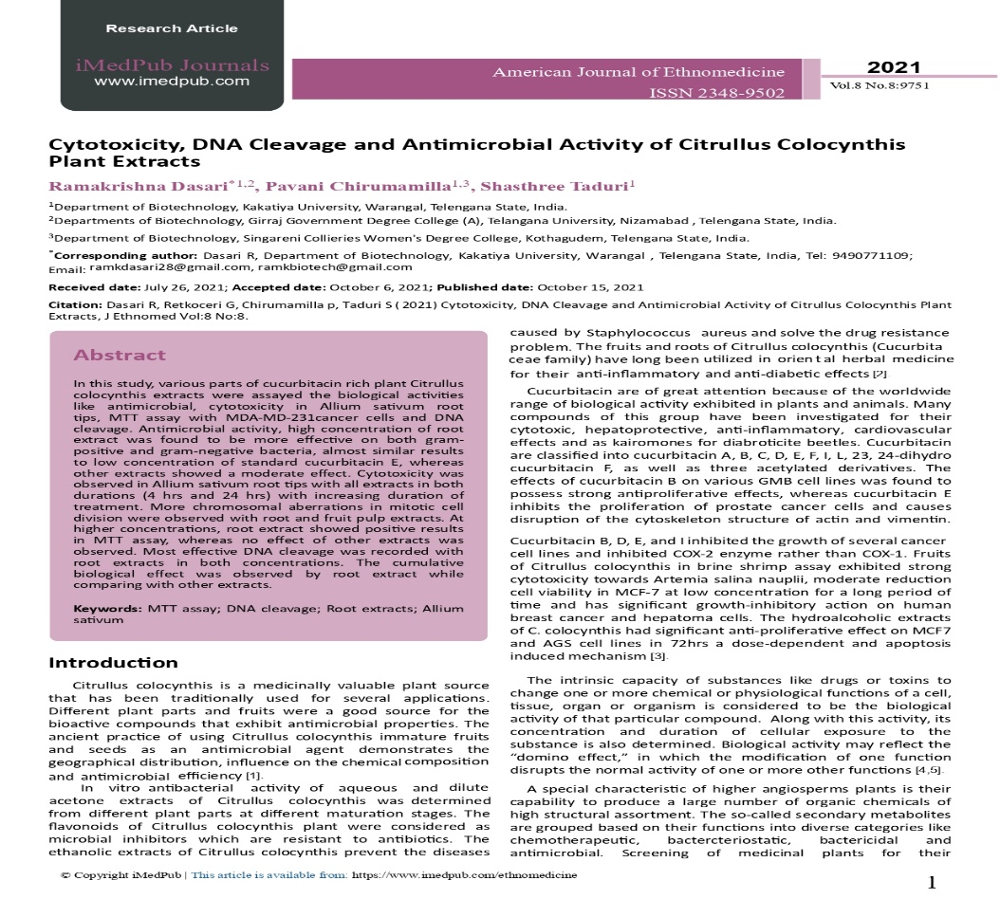 Research Article
iMedPub Journals
www.imedpub.com
American Journal of Ethnomedicine
ISSN 2348-9502
2021
Vol.8 No.8:9751
Cytotoxicity, DNA Cleavage and Antimicrobial Activity of Citrullus Colocynthis
Plant Extracts
Ramakrishna Dasari*1,2, Pavani Chirumamilla1,3, Shasthree Taduri1
1Department of Biotechnology, Kakatiya University, Warangal, Telengana State, India.
2Departments of Biotechnology, Girraj Government Degree College (A), Telangana University, Nizamabad , Telengana State, India.
3Department of Biotechnology, Singareni Collieries Women's Degree College, Kothagudem, Telengana State, India.
*Corresponding author: Dasari R, Department of Biotechnology, Kakatiya University, Warangal , Telengana State, India, Tel: 9490771109;
Email: ramkdasari28@gmail.com, ramkbiotech@gmail.com
Received date: July 26, 2021; Accepted date: October 6, 2021; Published date: October 15, 2021
Citation: Dasari R, Retkoceri G, Chirumamilla p, Taduri S ( 2021) Cytotoxicity, DNA Cleavage and Antimicrobial Activity of Citrullus Colocynthis Plant
Extracts, J Ethnomed Vol:8 No:8.
Abstract
In this study, various parts of cucurbitacin rich plant Citrullus
colocynthis extracts were assayed the biological activities
like antimicrobial, cytotoxicity in Allium sativum root
tips, MTT assay with MDA-MD-231cancer cells and DNA
cleavage. Antimicrobial activity, high concentration of root
extract was found to be more effective on both gram-
positive and gram-negative bacteria, almost similar results
to low concentration of standard cucurbitacin E, whereas
other extracts showed a moderate effect. Cytotoxicity was
observed in Allium sativum root tips with all extracts in both
durations (4 hrs and 24 hrs) with increasing duration of
treatment. More chromosomal aberrations in mitotic cell
division were observed with root and fruit pulp extracts. At
higher concentrations, root extract showed positive results
in MTT assay, whereas no effect of other extracts was
observed. Most effective DNA cleavage was recorded with
root extracts in both concentrations. The cumulative
biological effect was observed by root extract while
comparing with other extracts.
Keywords: MTT assay; DNA cleavage; Root extracts; Allium
sativum
Introduction
Citrullus colocynthis is a medicinally valuable plant source
that has been traditionally used for several applications.
Different plant parts and fruits were a good source for the
bioactive compounds that exhibit antimicrobial properties. The
ancient practice of using Citrullus colocynthis immature fruits
and seeds as an antimicrobial agent demonstrates the
geographical distribution, influence on the chemical composition
and antimicrobial efficiency [1].
In vitro antibacterial activity of aqueous and dilute
acetone extracts of Citrullus colocynthis was determined
from different plant parts at different maturation stages. The
flavonoids of Citrullus colocynthis plant were considered as
microbial inhibitors which are resistant to antibiotics. The
ethanolic extracts of Citrullus colocynthis prevent the diseases
caused by Staphylococcus aureus and solve the drug resistance
problem. The fruits and roots of Citrullus colocynthis (Cucurbita
ceae family) have long been utilized in orien t al herbal medicine
for their anti-inflammatory and anti-diabetic effects [2].
Cucurbitacin are of great attention because of the worldwide
range of biological activity exhibited in plants and animals. Many
compounds of this group have been investigated for their
cytotoxic, hepatoprotective, anti-inflammatory, cardiovascular
effects and as kairomones for diabroticite beetles. Cucurbitacin
are classified into cucurbitacin A, B, C, D, E, F, I, L, 23, 24-dihydro
cucurbitacin F, as well as three acetylated derivatives. The
effects of cucurbitacin B on various GMB cell lines was found to
possess strong antiproliferative effects, whereas cucurbitacin E
inhibits the proliferation of prostate cancer cells and causes
disruption of the cytoskeleton structure of actin and vimentin.
Cucurbitacin B, D, E, and I inhibited the growth of several cancer
cell lines and inhibited COX-2 enzyme rather than COX-1. Fruits
of Citrullus colocynthis in brine shrimp assay exhibited strong
cytotoxicity towards Artemia salina nauplii, moderate reduction
cell viability in MCF-7 at low concentration for a long period of
time and has significant growth-inhibitory action on human
breast cancer and hepatoma cells. The hydroalcoholic extracts
of C. colocynthis had significant anti-proliferative effect on MCF7
and AGS cell lines in 72hrs a dose-dependent and apoptosis
induced mechanism [3].
The intrinsic capacity of substances like drugs or toxins to
change one or more chemical or physiological functions of a cell,
tissue, organ or organism is considered to be the biological
activity of that particular compound. Along with this activity, its
concentration and duration of cellular exposure to the
substance is also determined. Biological activity may reflect the
“domino effect,” in which the modification of one function
disrupts the normal activity of one or more other functions [4,5].
A special characteristic of higher angiosperms plants is their
capability to produce a large number of organic chemicals of
high structural assortment. The so-called secondary metabolites
are grouped based on their functions into diverse categories like
chemotherapeutic, bactercteriostatic, bactericidal and
antimicrobial. Screening of medicinal plants for their
© Copyright iMedPub | This article is available from: https://www.imedpub.com/ethnomedicine
1